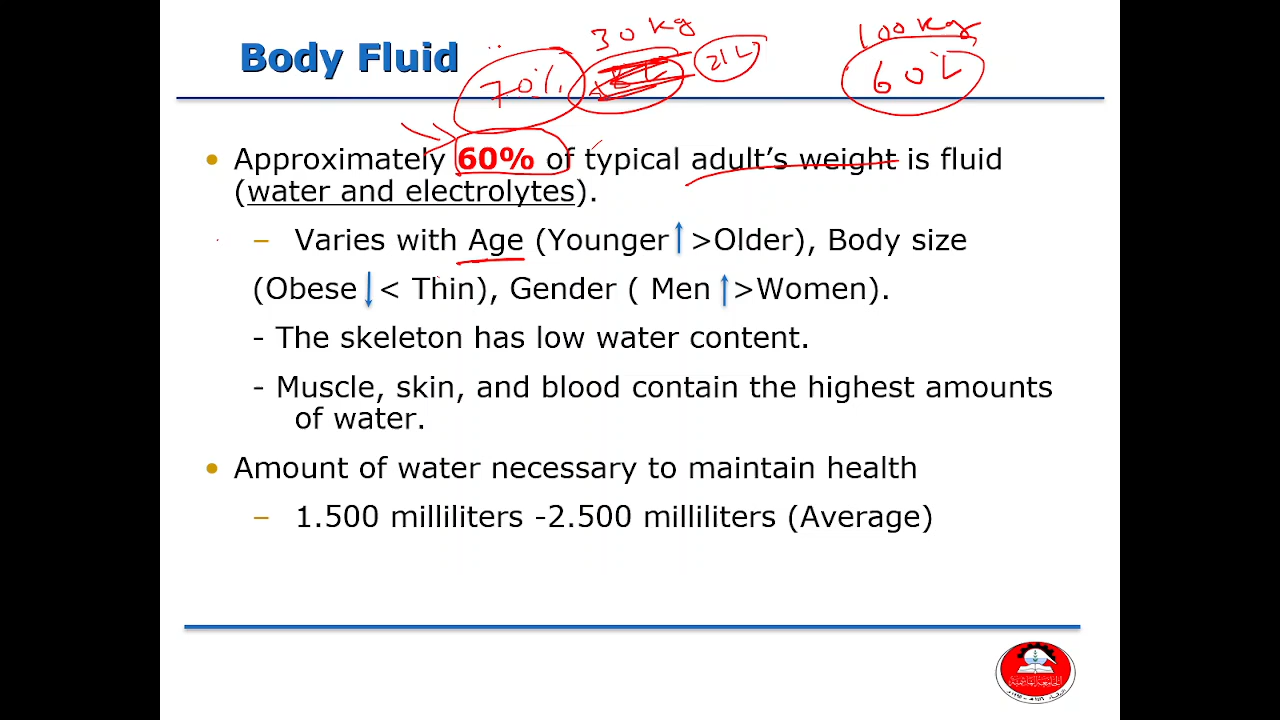 30 kg
100 kg
Body Fluid
70%
21L
60L
Approximately 60% of typical adult's weight is fluid
(water and electrolytes).
– Varies with Age (Younger ↑ >Older), Body size
(Obese ↓ < Thin), Gender ( Men ↑ >Women).
- The skeleton has low water content.
- Muscle, skin, and blood contain the highest amounts
of water.
Amount of water necessary to maintain health
– 1.500 milliliters -2.500 milliliters (Average)